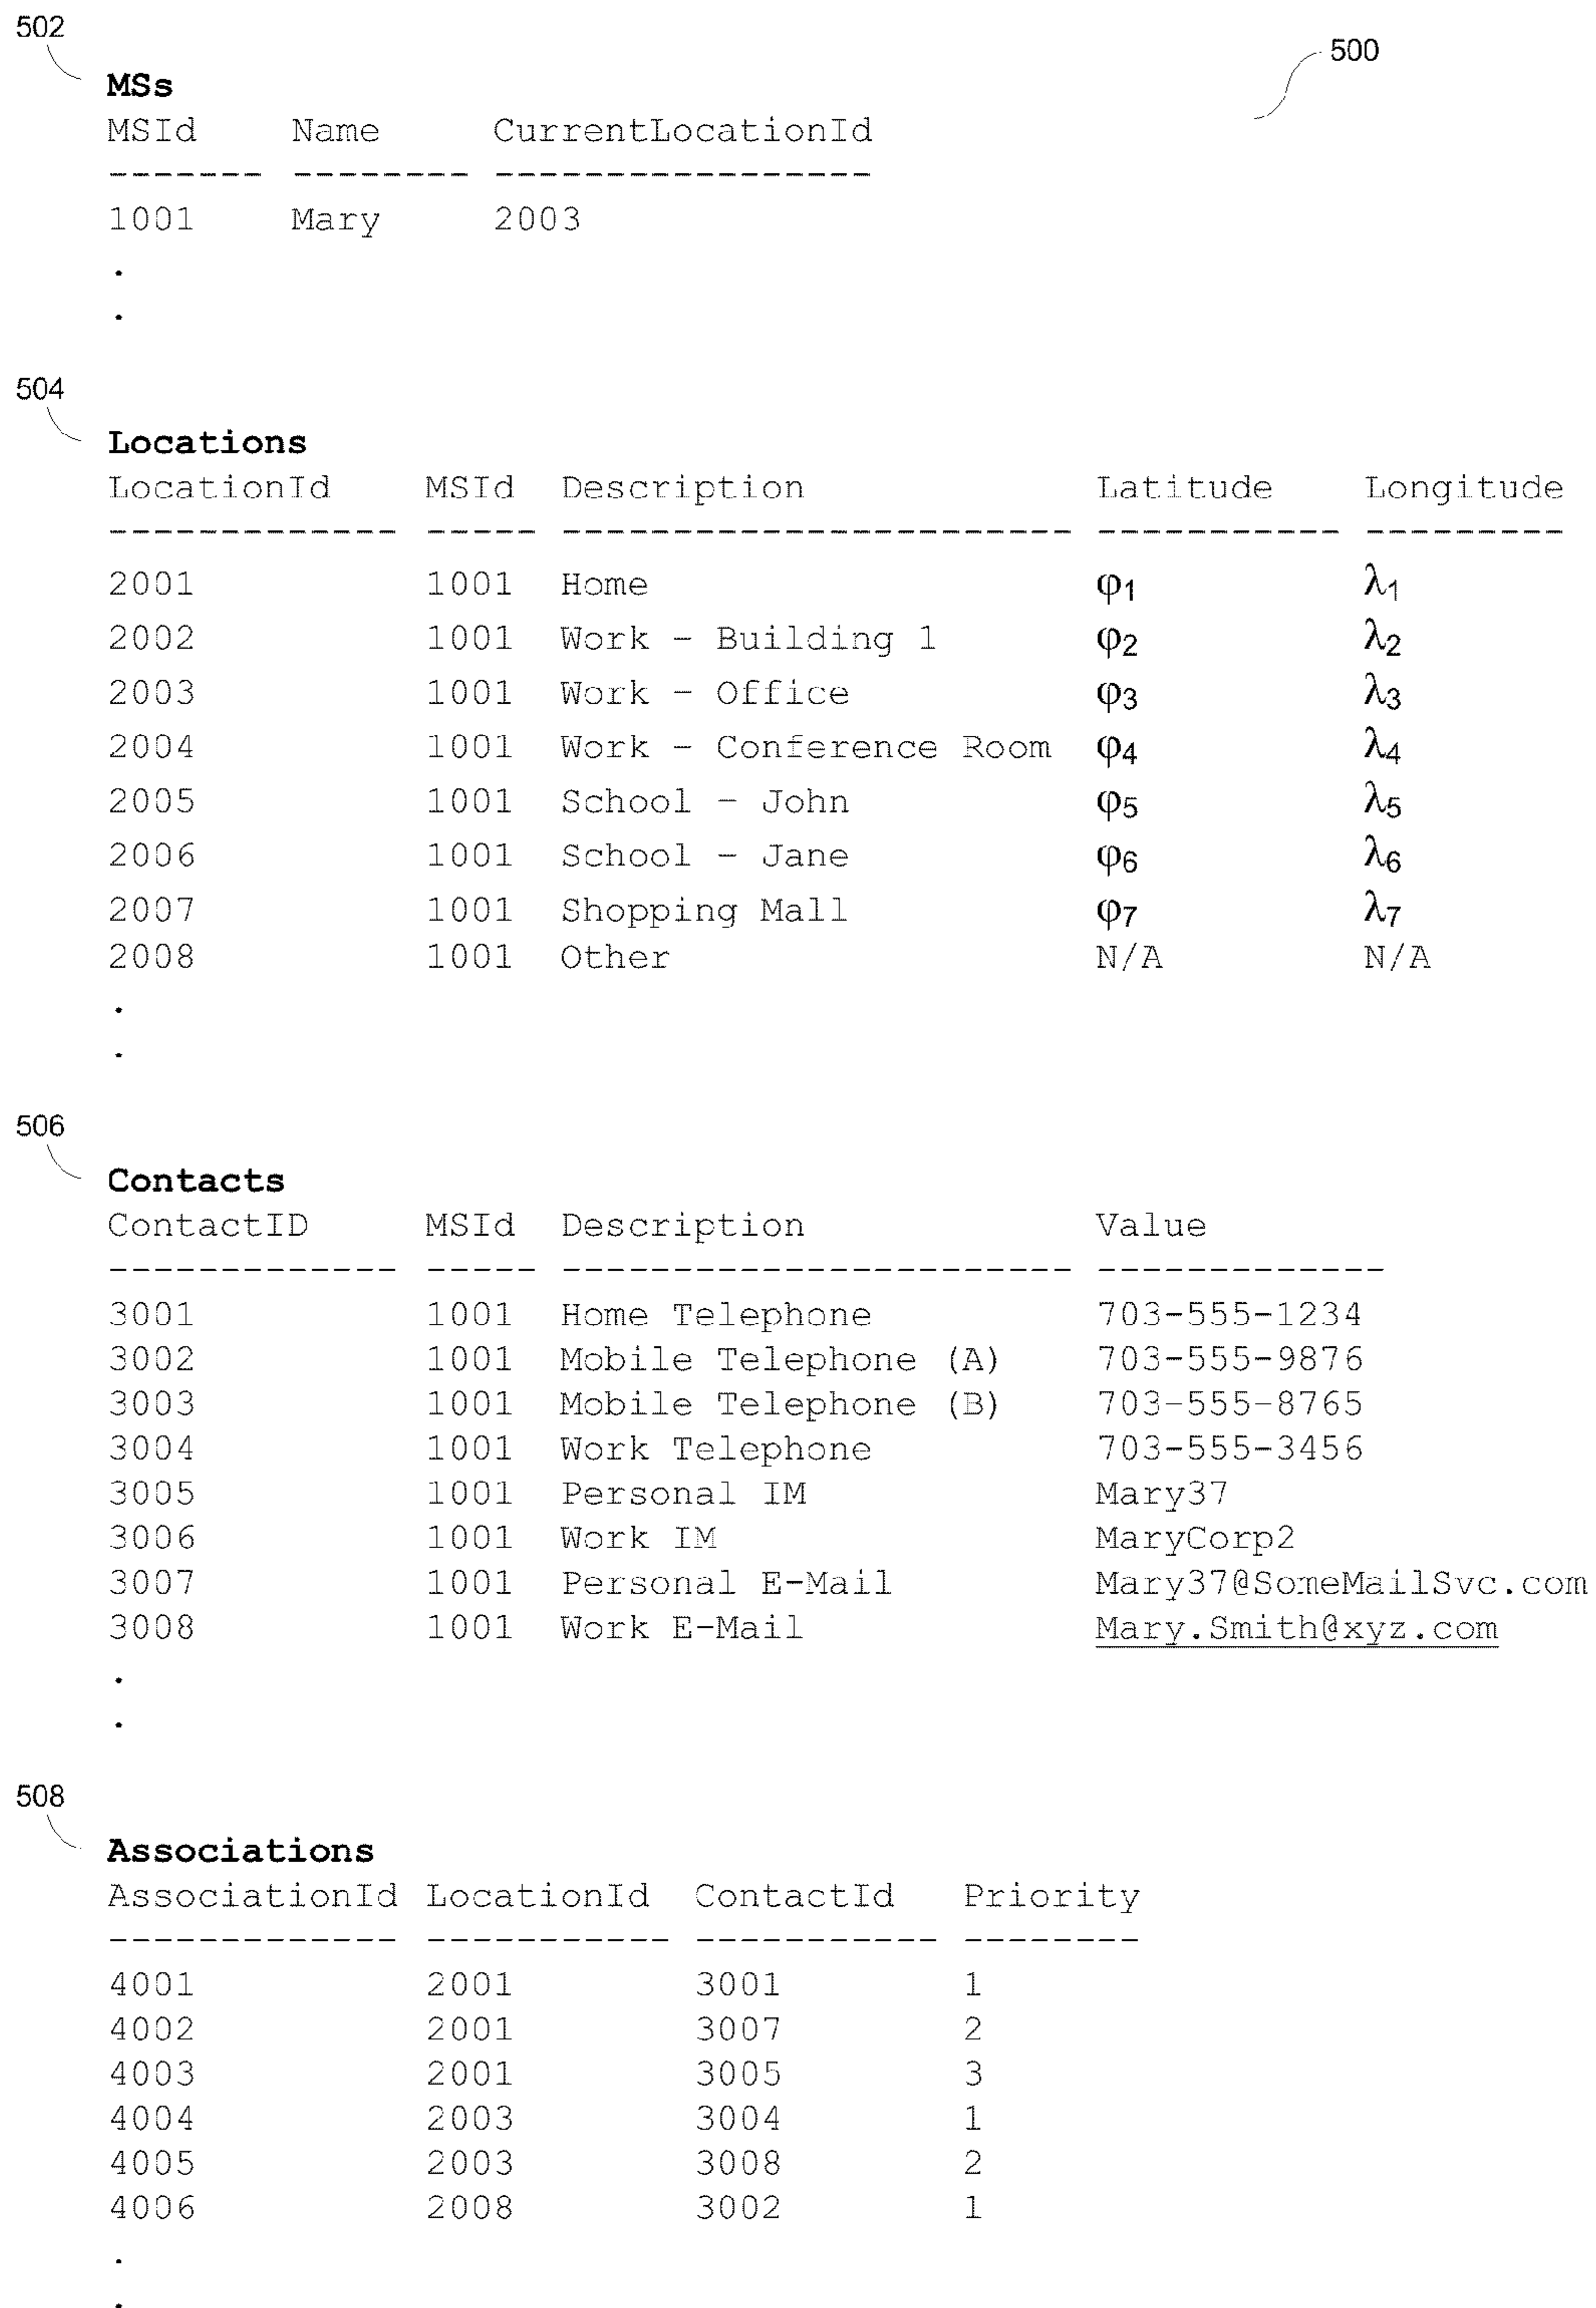 502
500
MSs
MSId Name CurrentLocationId
------- -------- -----------------
1001 Mary 2003
.
.
504
Locations
LocationId MSId Description Latitude Longitude
------------- ----- ----------------------- ----------- ---------
2001 1001 Home φ1 λ1
2002 1001 Work - Building 1 φ2 λ2
2003 1001 Work - Office φ3 λ3
2004 1001 Work - Conference Room φ4 λ4
2005 1001 School - John φ5 λ5
2006 1001 School - Jane φ6 λ6
2007 1001 Shopping Mall φ7 λ7
2008 1001 Other N/A N/A
.
.
506
Contacts
ContactID MSId Description Value
------------- ----- ----------------------- -------------
3001 1001 Home Telephone 703-555-1234
3002 1001 Mobile Telephone (A) 703-555-9876
3003 1001 Mobile Telephone (B) 703-555-8765
3004 1001 Work Telephone 703-555-3456
3005 1001 Personal IM Mary37
3006 1001 Work IM MaryCorp2
3007 1001 Personal E-Mail Mary37@SomeMailSvc.com
3008 1001 Work E-Mail Mary.Smith@xyz.com
.
.
508
Associations
AssociationId LocationId ContactId Priority
------------- ----------- ----------- --------
4001 2001 3001 1
4002 2001 3007 2
4003 2001 3005 3
4004 2003 3004 1
4005 2003 3008 2
4006 2008 3002 1
.
.